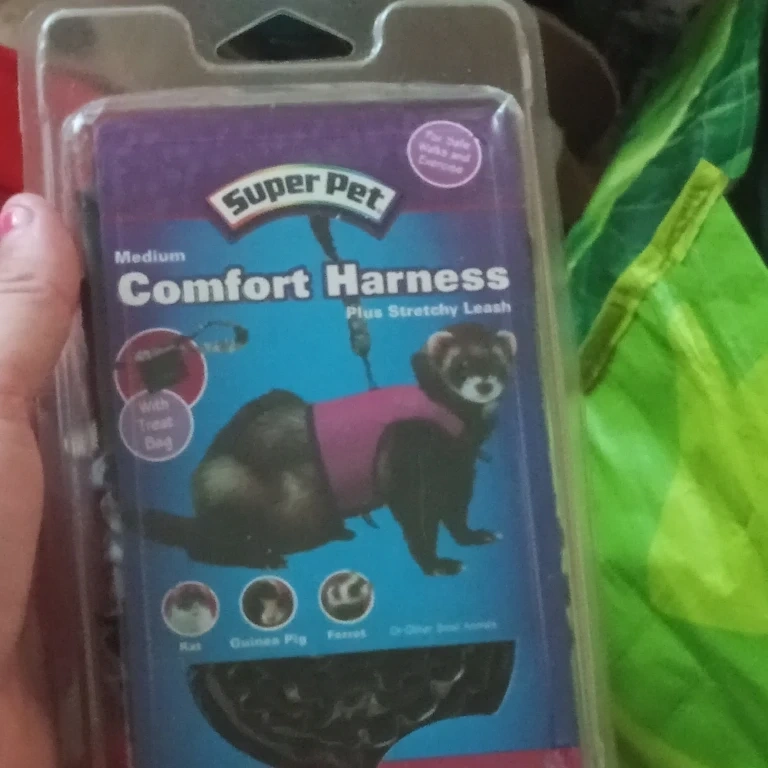 For Safe
Walks and
Exercise
Super Pet
Medium
Comfort Harness
Plus Stretchy Leash
With
Treat
Bag
Rat
Guinea Pig
Ferret
Or Other Small Animals